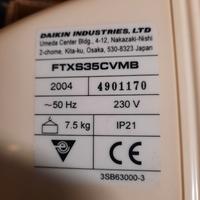 DAIKIN INDUSTRIES, LTD
Umeda Center Bldg., 4-12, Nakazaki-Nishi
2-chome, Kita-ku, Osaka, 530-8323 Japan
FTXS35CVMB
2004 4901170
~50 Hz 230 V
7.5 kg IP21
3SB63000-3